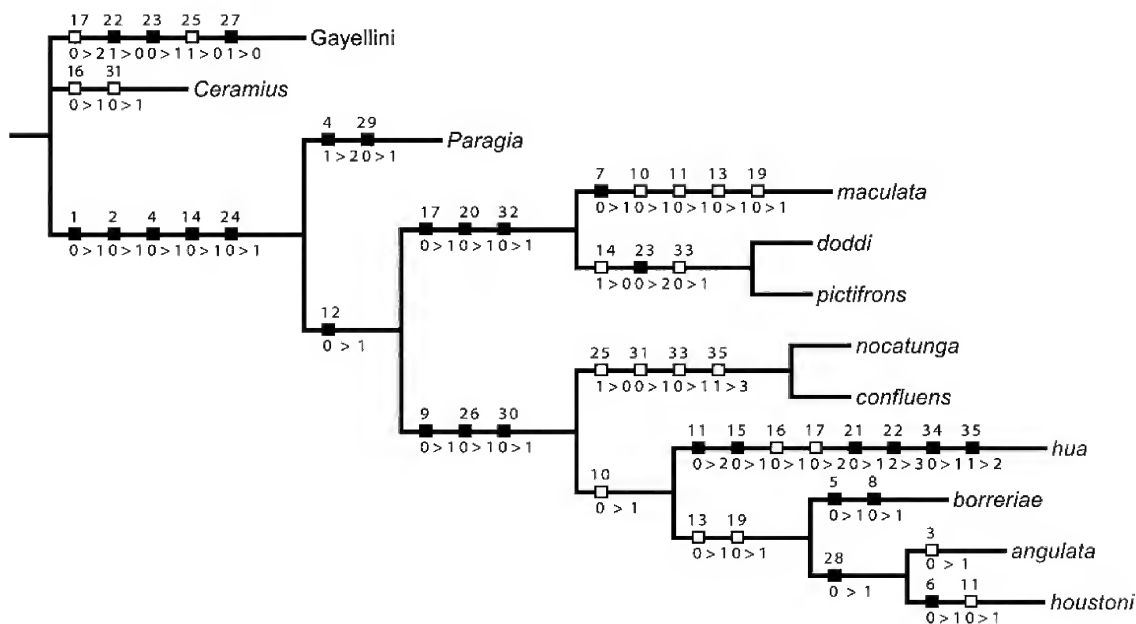 17 22 23 25 27
Gayellini
0 > 2 1 > 0 0 > 1 1 > 0 1 > 0
16 31
Ceramius
0 > 1 0 > 1
4 29
Paragia
1 > 2 0 > 1
7 10 11 13 19
maculata
0 > 1 0 > 1 0 > 1 0 > 1 0 > 1
17 20 32
0 > 1 0 > 1 0 > 1
1 2 4 14 24
0 > 1 0 > 1 0 > 1 0 > 1 0 > 1
doddi
14 23 33
1 > 0 0 > 2 0 > 1
pictifrons
12
0 > 1
nocatunga
25 31 33 35
1 > 0 0 > 1 0 > 1 1 > 3
confluens
9 26 30
0 > 1 0 > 1 0 > 1
11 15 16 17 21 22 34 35
hua
0 > 2 0 > 1 0 > 1 0 > 2 0 > 1 2 > 3 0 > 1 1 > 2
10
0 > 1
5 8
borreriae
0 > 1 0 > 1
13 19
0 > 1 0 > 1
3
angulata
0 > 1
28
0 > 1
6 11
houstoni
0 > 1 0 > 1